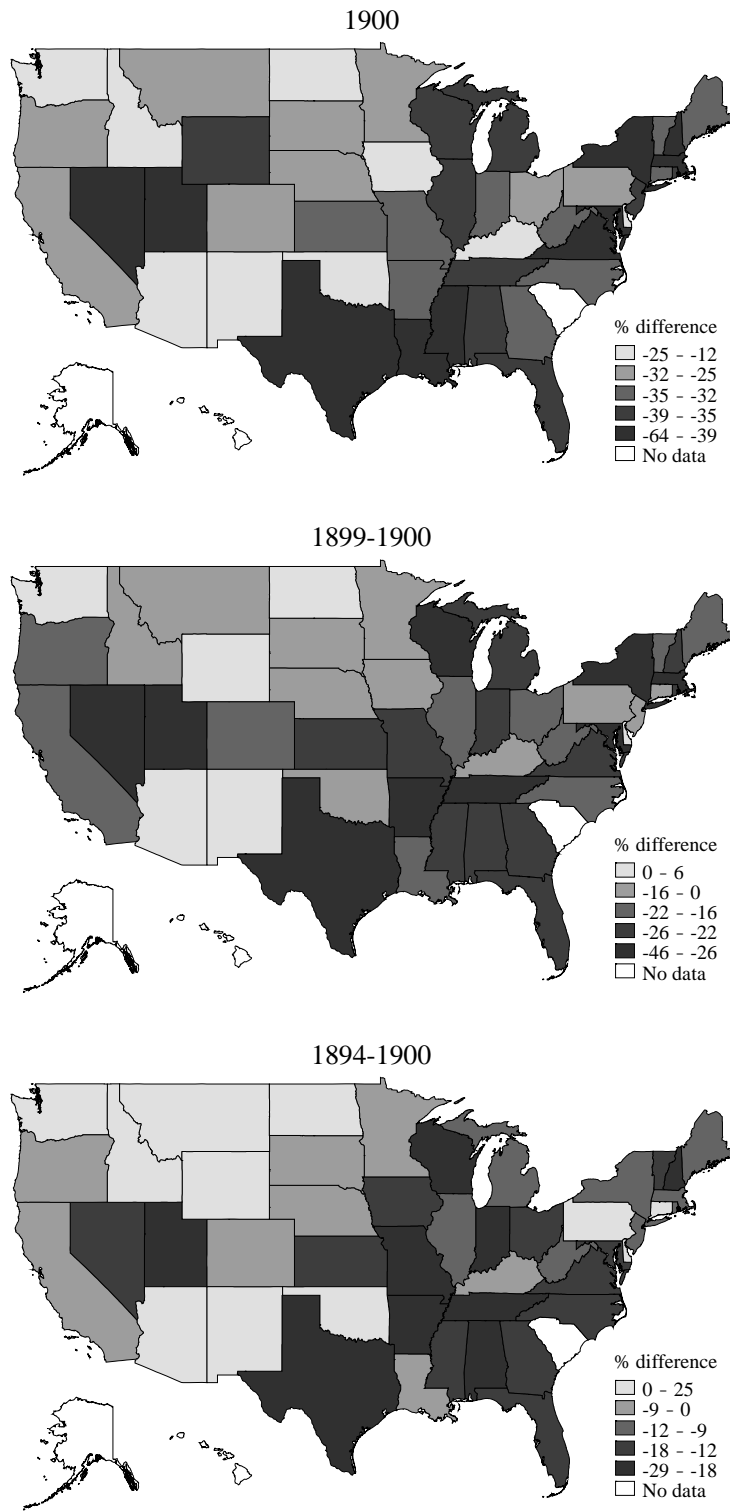 1900
% difference
-25 - -12
-32 - -25
-35 - -32
-39 - -35
-64 - -39
No data
1899-1900
% difference
0 - 6
-16 - 0
-22 - -16
-26 - -22
-46 - -26
No data
1894-1900
% difference
0 - 25
-9 - 0
-12 - -9
-18 - -12
-29 - -18
No data